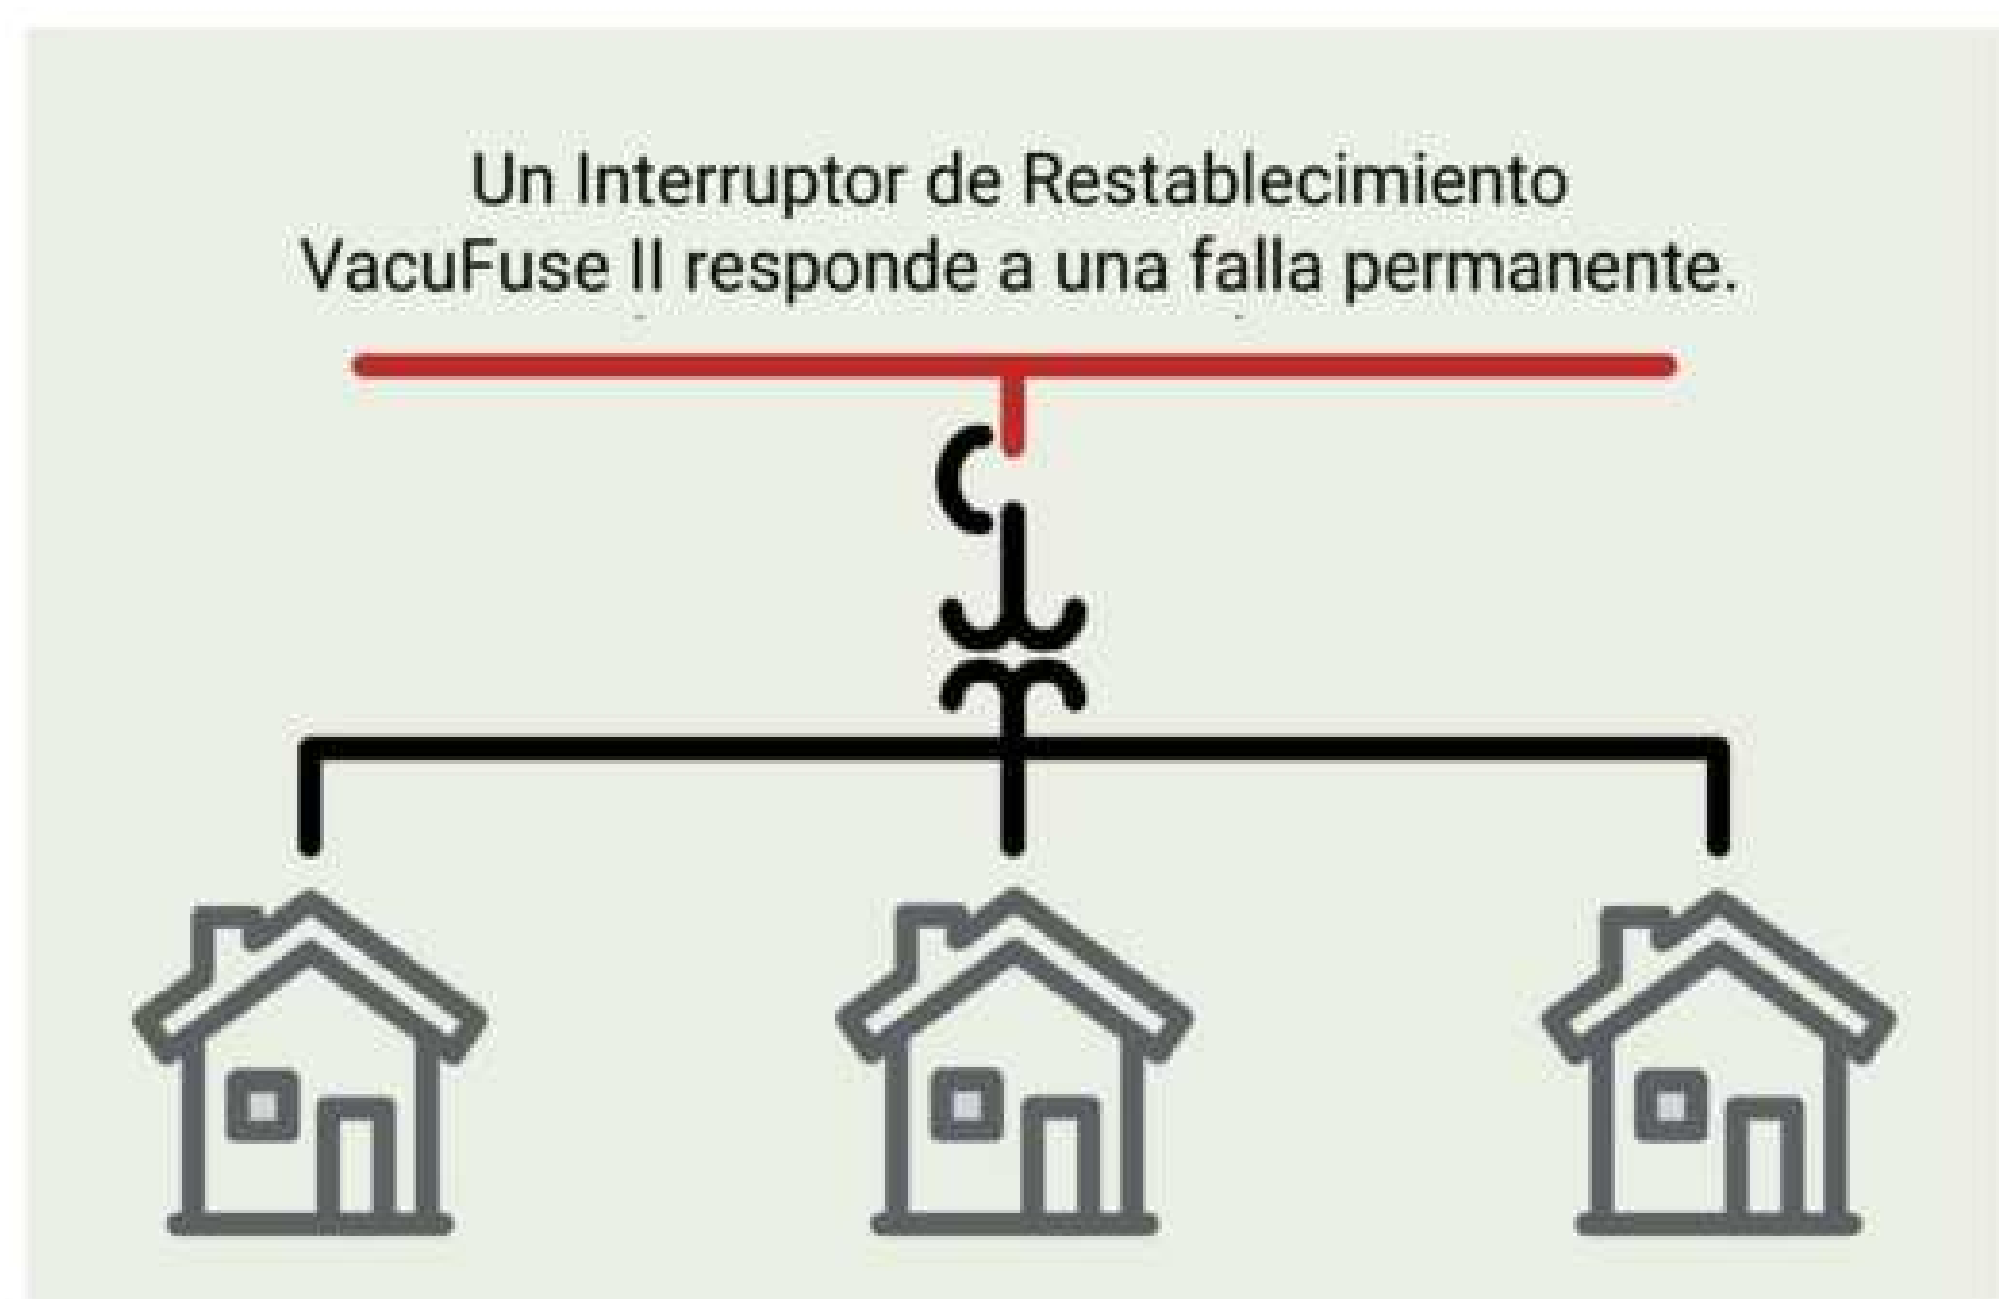 Un Interruptor de Restablecimiento
VacuFuse II responde a una falla permanente.